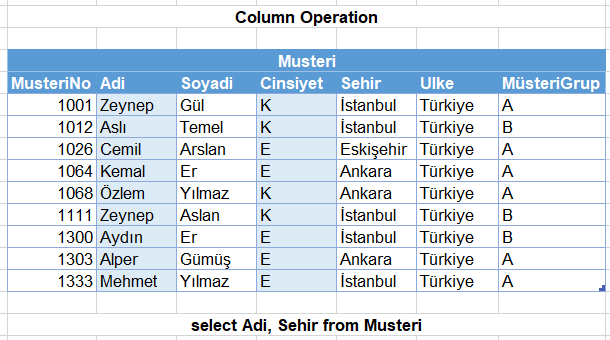 Column Operation
Musteri
MusteriNo Adi Soyadi Cinsiyet Sehir Ulke MüsteriGrup
1001 Zeynep Gül K İstanbul Türkiye A
1012 Aslı Temel K İstanbul Türkiye B
1026 Cemil Arslan E Eskişehir Türkiye A
1064 Kemal Er E Ankara Türkiye A
1068 Özlem Yılmaz K Ankara Türkiye A
1111 Zeynep Aslan K İstanbul Türkiye B
1300 Aydın Er E İstanbul Türkiye B
1303 Alper Gümüş E Ankara Türkiye A
1333 Mehmet Yılmaz E İstanbul Türkiye A
select Adi, Sehir from Musteri